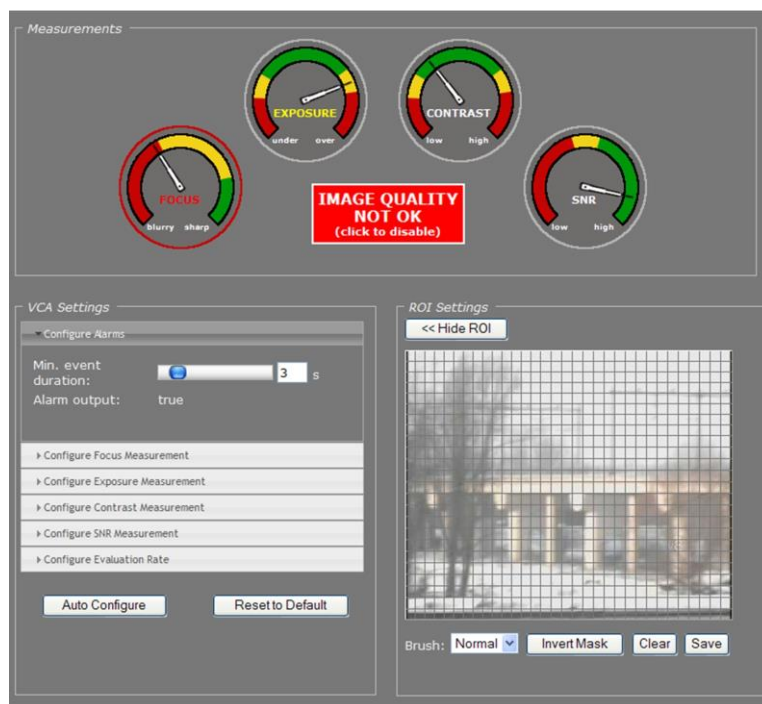 Measurements
EXPOSURE
under over
CONTRAST
low high
FOCUS
blurry sharp
IMAGE QUALITY
NOT OK
(click to disable)
SNR
low high
VCA Settings
Configure Alarms
Min. event
duration:
3 s
Alarm output: true
Configure Focus Measurement
Configure Exposure Measurement
Configure Contrast Measurement
Configure SNR Measurement
Configure Evaluation Rate
Auto Configure
Reset to Default
ROI Settings
<< Hide ROI
Brush: Normal Invert Mask Clear Save